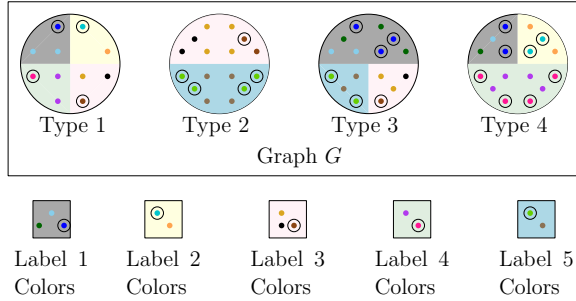 Type 1 Type 2 Type 3 Type 4
Graph G
Label 1 Label 2 Label 3 Label 4 Label 5
Colors Colors Colors Colors Colors